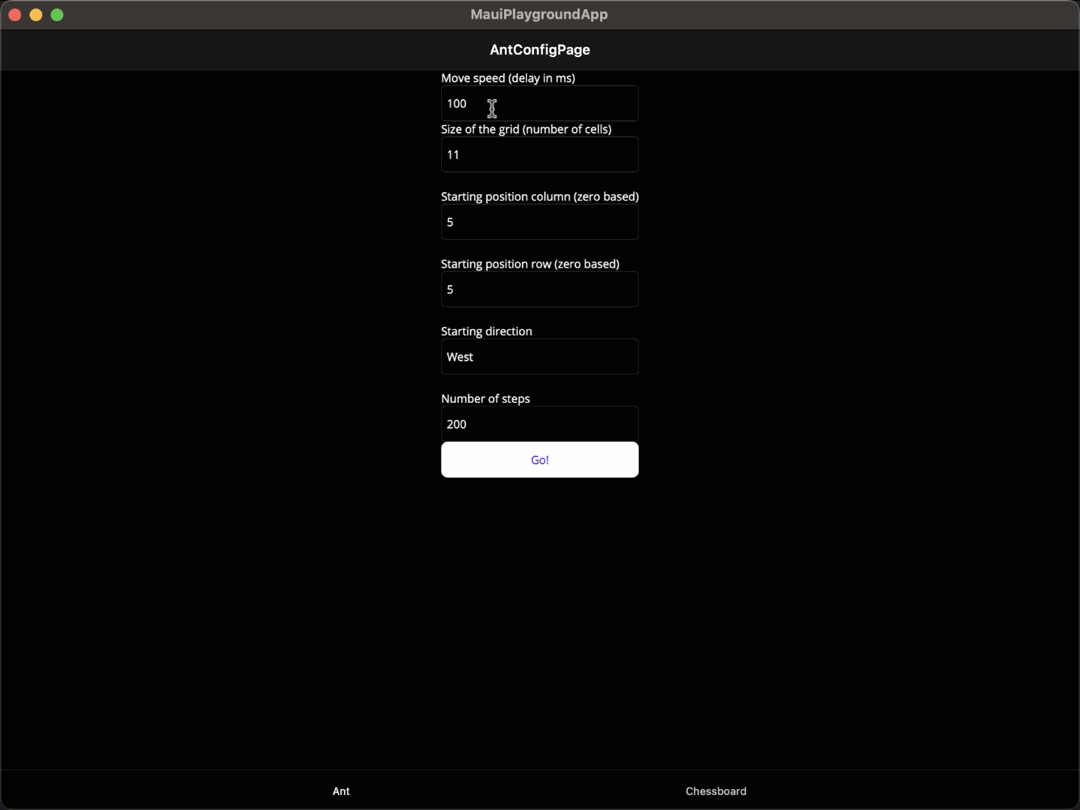 MauiPlaygroundApp
AntConfigPage
Move speed (delay in ms)
100
Size of the grid (number of cells)
11
Starting position column (zero based)
5
Starting position row (zero based)
5
Starting direction
West
Number of steps
200
Go!
Ant
Chessboard